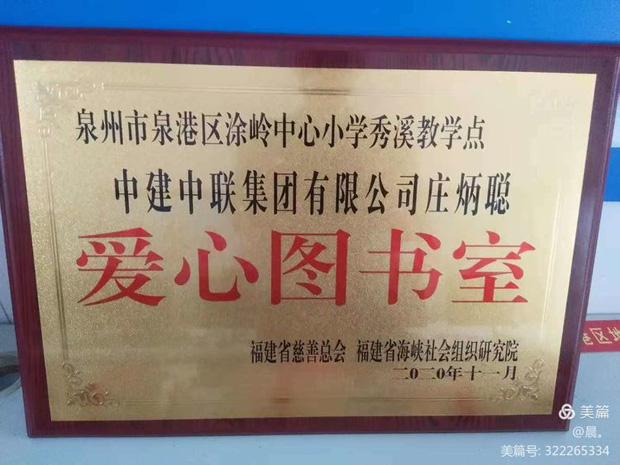 泉州市泉港区涂岭中心小学秀溪教学点
中建中联集团有限公司庄炳聪
爱心图书室
福建省慈善总会 福建省海峡社会组织研究院
二〇二〇年十一月
美篇
@晨。
美篇号: 322265334